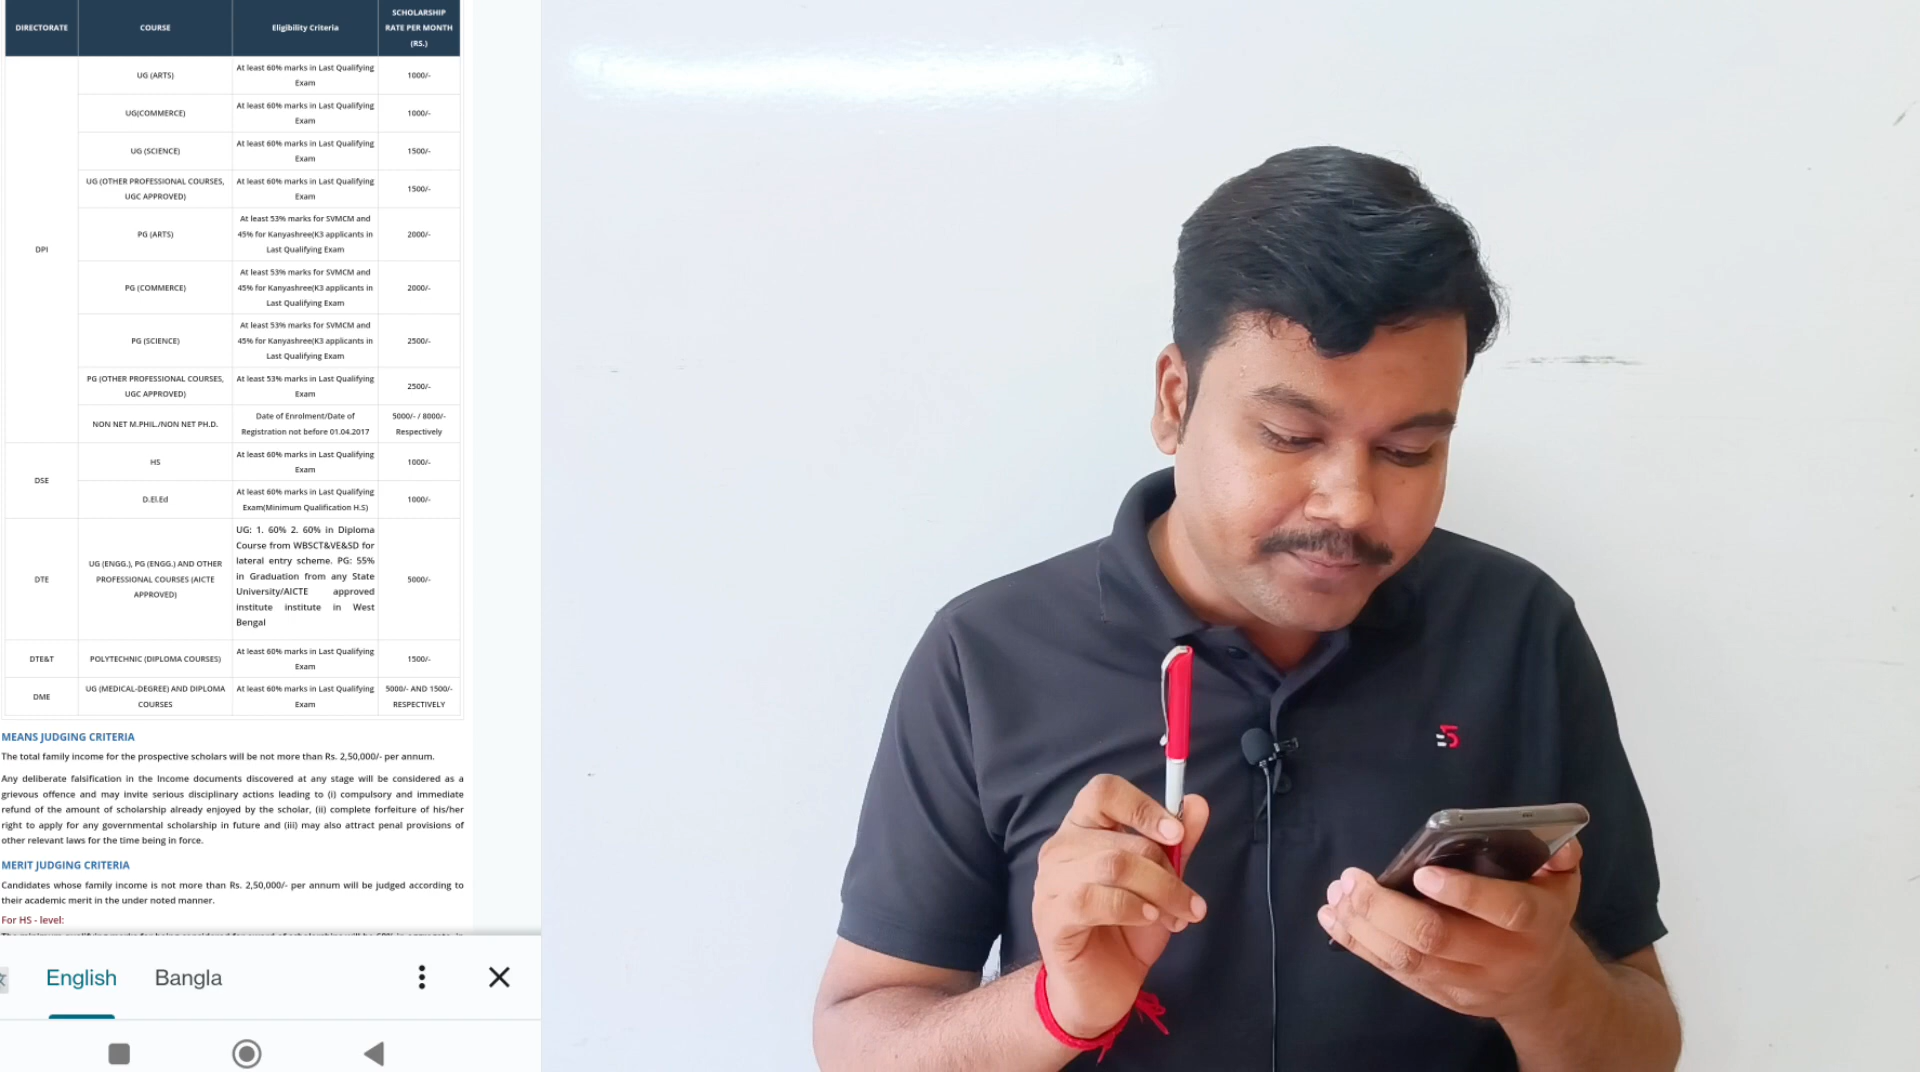 DIRECTORATE
COURSE
Eligibility Criteria
SCHOLARSHIP
RATE PER MONTH
(RS.)
DPI
UG (ARTS)
At least 60% marks in Last Qualifying
Exam
1000/-
UG(COMMERCE)
At least 60% marks in Last Qualifying
Exam
1000/-
UG (SCIENCE)
At least 60% marks in Last Qualifying
Exam
1500/-
UG (OTHER PROFESSIONAL COURSES,
UGC APPROVED)
At least 60% marks in Last Qualifying
Exam
1500/-
PG (ARTS)
At least 53% marks for SVMCM and
45% for Kanyashree(K3 applicants in
Last Qualifying Exam
2000/-
PG (COMMERCE)
At least 53% marks for SVMCM and
45% for Kanyashree(K3 applicants in
Last Qualifying Exam
2000/-
PG (SCIENCE)
At least 53% marks for SVMCM and
45% for Kanyashree(K3 applicants in
Last Qualifying Exam
2500/-
PG (OTHER PROFESSIONAL COURSES,
UGC APPROVED)
At least 53% marks in Last Qualifying
Exam
2500/-
NON NET M.PHIL./NON NET PH.D.
Date of Enrolment/Date of
Registration not before 01.04.2017
5000/- / 8000/-
Respectively
DSE
HS
At least 60% marks in Last Qualifying
Exam
1000/-
D.El.Ed
At least 60% marks in Last Qualifying
Exam(Minimum Qualification H.S)
1000/-
DTE
UG (ENGG.), PG (ENGG.) AND OTHER
PROFESSIONAL COURSES (AICTE
APPROVED)
UG: 1. 60% 2. 60% in Diploma
Course from WBSCT&VE&SD for
lateral entry scheme. PG: 55%
in Graduation from any State
University/AICTE approved
institute institute in West
Bengal
5000/-
DTE&T
POLYTECHNIC (DIPLOMA COURSES)
At least 60% marks in Last Qualifying
Exam
1500/-
DME
UG (MEDICAL-DEGREE) AND DIPLOMA
COURSES
At least 60% marks in Last Qualifying
Exam
5000/- AND 1500/-
RESPECTIVELY
MEANS JUDGING CRITERIA
The total family income for the prospective scholars will be not more than Rs. 2,50,000/- per annum.
Any deliberate falsification in the Income documents discovered at any stage will be considered as a
grievous offence and may invite serious disciplinary actions leading to (i) compulsory and immediate
refund of the amount of scholarship already enjoyed by the scholar, (ii) complete forfeiture of his/her
right to apply for any governmental scholarship in future and (iii) may also attract penal provisions of
other relevant laws for the time being in force.
MERIT JUDGING CRITERIA
Candidates whose family income is not more than Rs. 2,50,000/- per annum will be judged according to
their academic merit in the under noted manner.
For HS - level:
English
Bangla